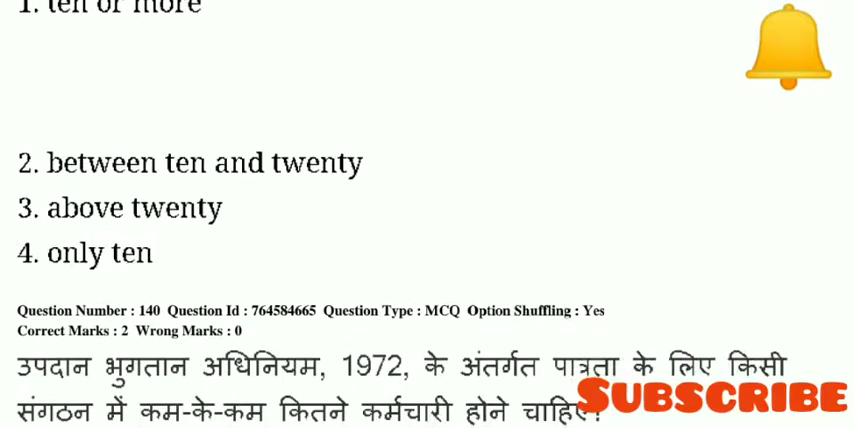 1. ten or more
2. between ten and twenty
3. above twenty
4. only ten
Question Number : 140 Question Id : 764584665 Question Type : MCQ Option Shuffling : Yes
Correct Marks : 2 Wrong Marks : 0
उपदान भुगतान अधिनियम, 1972, के अंतर्गत पात्रता के लिए किसी
संगठन में कम-के-कम कितने कर्मचारी होने चाहिए?
SUBSCRIBE